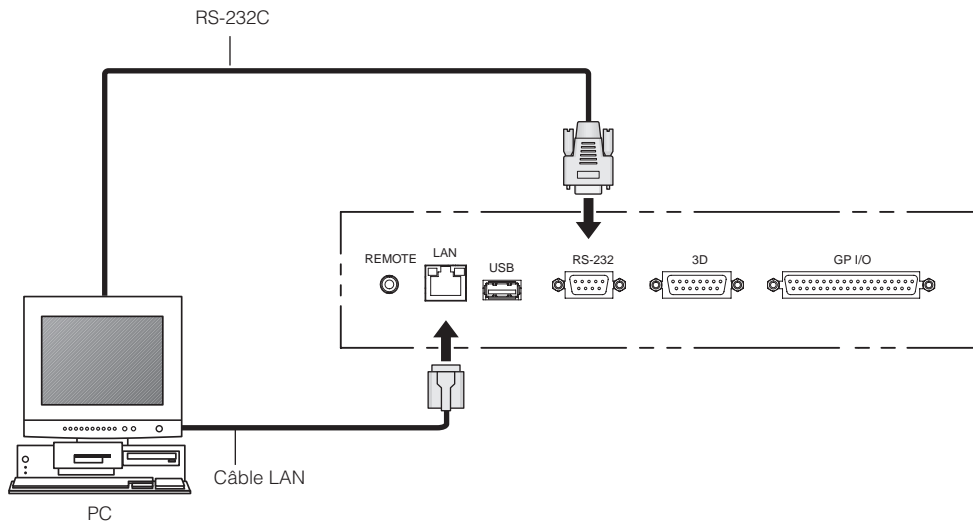 RS-232C
REMOTE
LAN
USB
RS-232
3D
GP I/O
Câble LAN
PC